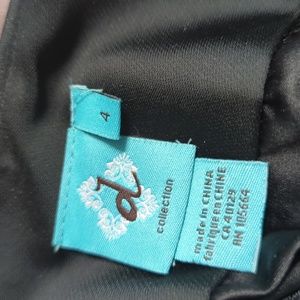 4
d
collection
made in CHINA
fabriqué en CHINE
CA 40129
RN 105664